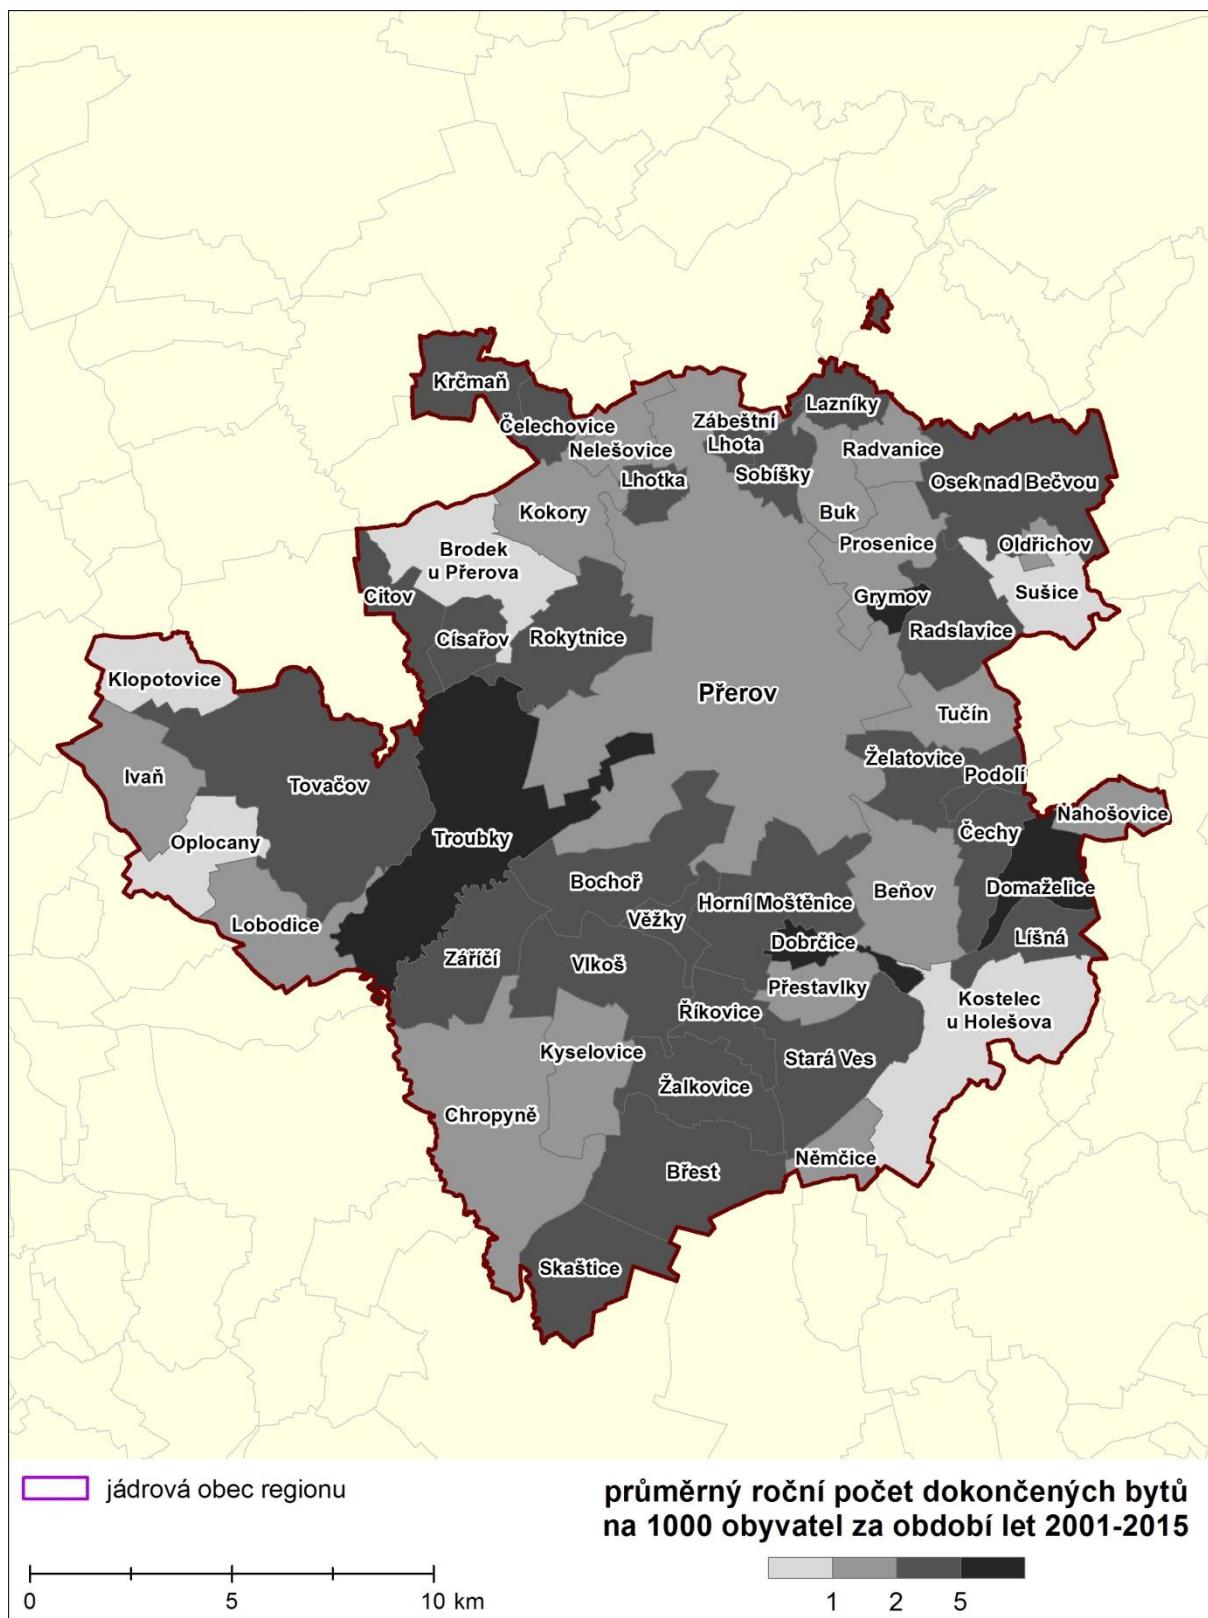 Krčmaň
Lazníky
Čelechovice
Zábeštní
Lhota
Nelešovice
Radvanice
Lhotka
Sobíšky
Osek nad Bečvou
Kokory
Buk
Prosenice
Oldřichov
Brodek
u Přerova
Citov
Grymov
Sušice
Císařov
Rokytnice
Radslavice
Klopotovice
Přerov
Tučín
Ivaň
Tovačov
Želatovice
Podolí
Nahošovice
Oplocany
Troubky
Čechy
Bochoř
Domaželice
Beňov
Horní Moštěnice
Věžky
Lobodice
Líšná
Dobrčice
Záříčí
Vlkoš
Přestavlky
Kostelec
u Holešova
Říkovice
Kyselovice
Stará Ves
Žalkovice
Chropyně
Němčice
Břest
Skaštice
jádrová obec regionu
průměrný roční počet dokončených bytů
na 1000 obyvatel za období let 2001-2015
0 5 10 km
1 2 5